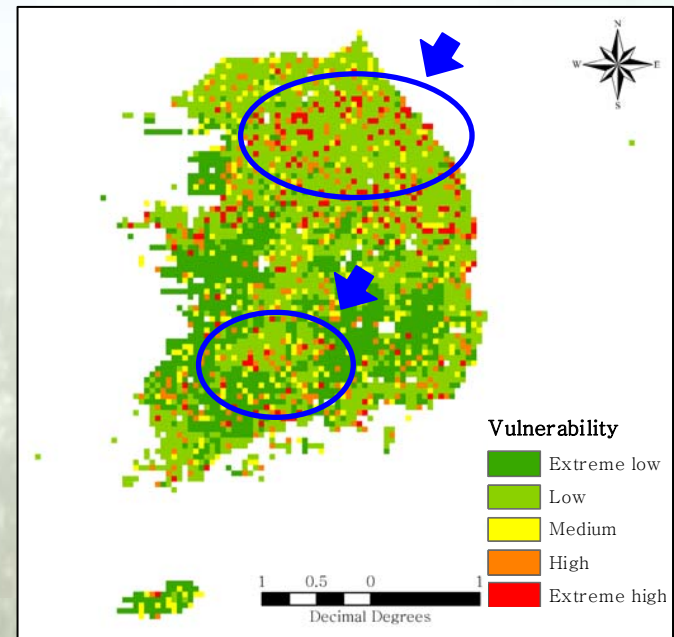 N
W E
S
Vulnerability
Extreme low
Low
Medium
High
Extreme high
1 0.5 0 1
Decimal Degrees